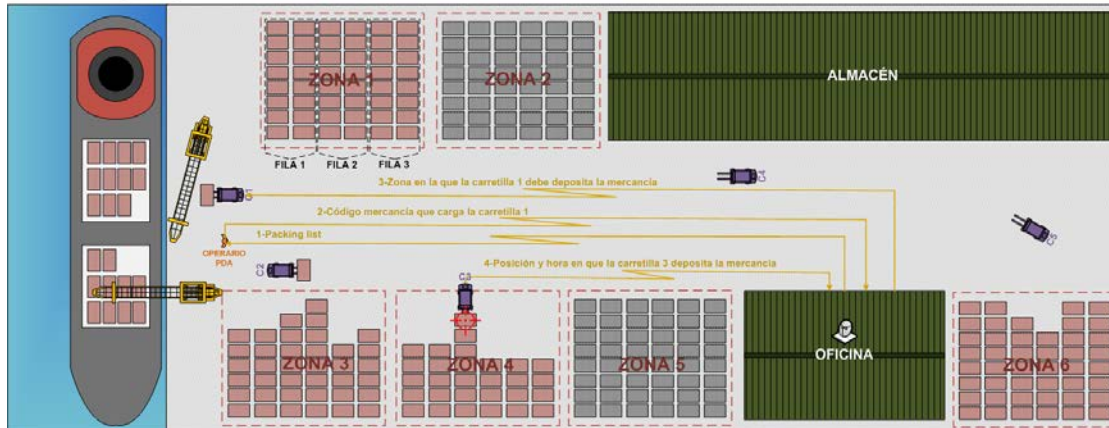 ZONA 1
ZONA 2
ALMACÉN
FILA 1
FILA 2
FILA 3
C4
3-Zona en la que la carretilla 1 debe deposita la mercancia
C1
2-Código mercancia que carga la carretilla 1
1-Packing list
C5
OPERARIO
PDA
C2
4-Posición y hora en que la carretilla 3 deposita la mercancia
C3
ZONA 3
ZONA 4
ZONA 5
OFICINA
ZONA 6